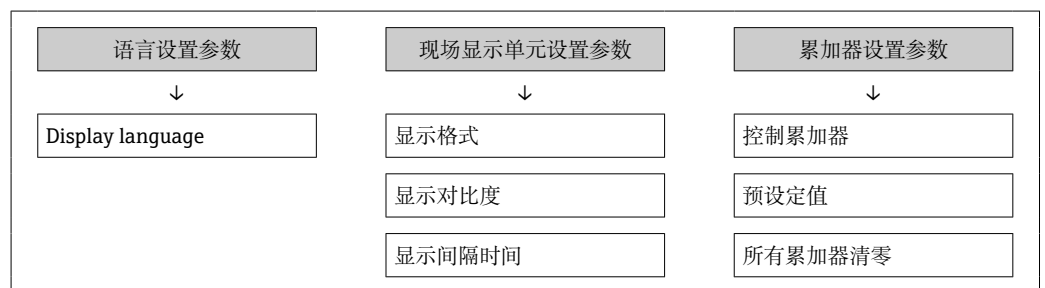 语言设置参数
现场显示单元设置参数
累加器设置参数
↓
↓
↓
Display language
显示格式
控制累加器
显示对比度
预设定值
显示间隔时间
所有累加器清零